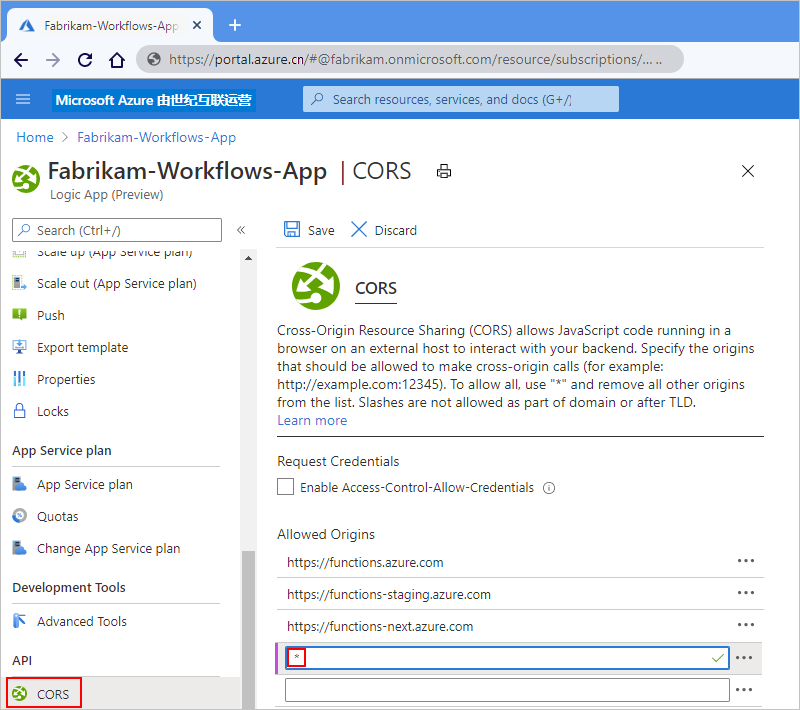 Fabrikam-Workflows-App
https://portal.azure.cn/#@fabrikam.onmicrosoft.com/resource/subscriptions/... ..
Microsoft Azure 由世纪互联运营
Search resources, services, and docs (G+/)
Home > Fabrikam-Workflows-App
Fabrikam-Workflows-App | CORS
Logic App (Preview)
Search (Ctrl+/)
«
Scale up (App Service plan)
Scale out (App Service plan)
Push
Export template
Properties
Locks
App Service plan
App Service plan
Quotas
Change App Service plan
Development Tools
Advanced Tools
API
CORS
Save
Discard
CORS
Cross-Origin Resource Sharing (CORS) allows JavaScript code running in a
browser on an external host to interact with your backend. Specify the origins
that should be allowed to make cross-origin calls (for example:
http://example.com:12345). To allow all, use "*" and remove all other origins
from the list. Slashes are not allowed as part of domain or after TLD.
Learn more
Request Credentials
Enable Access-Control-Allow-Credentials
Allowed Origins
https://functions.azure.com
https://functions-staging.azure.com
https://functions-next.azure.com
*